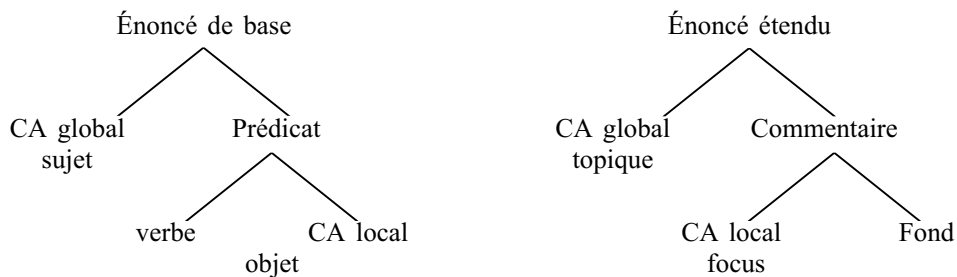 Énoncé de base
Énoncé étendu
CA global
Prédicat
CA global
Commentaire
sujet
topique
verbe
CA local
CA local
Fond
objet
focus